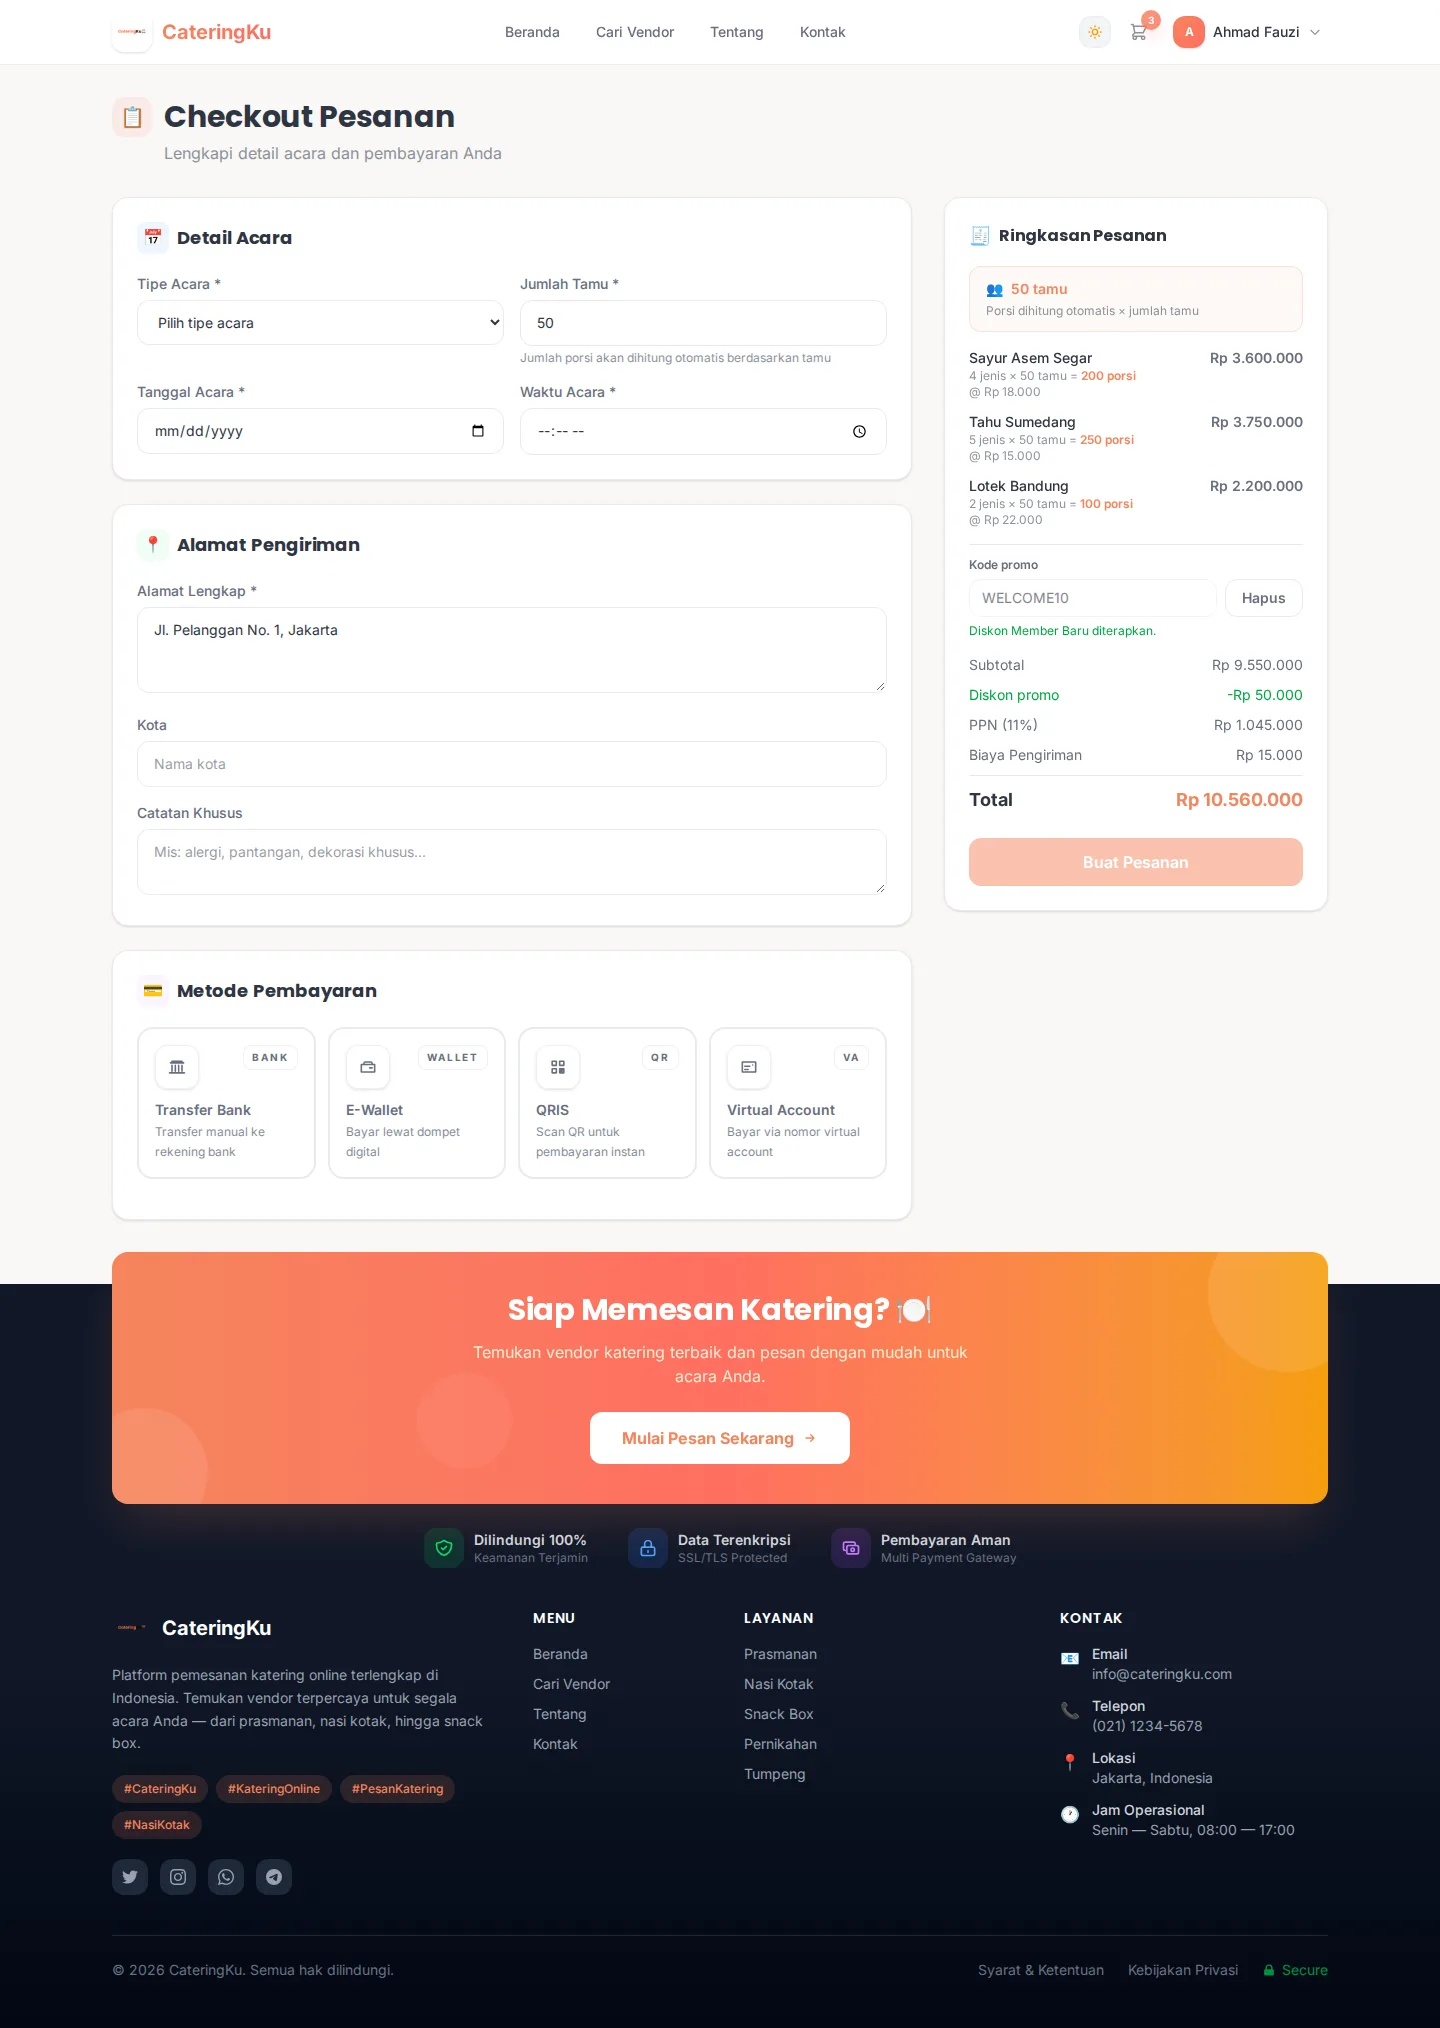 CateringKu
Beranda
Cari Vendor
Tentang
Kontak
3
A
Ahmad Fauzi
Checkout Pesanan
Lengkapi detail acara dan pembayaran Anda
Detail Acara
Tipe Acara *
Pilih tipe acara
Jumlah Tamu *
50
Jumlah porsi akan dihitung otomatis berdasarkan tamu
Tanggal Acara *
mm/dd/yyyy
Waktu Acara *
--:-- --
Alamat Pengiriman
Alamat Lengkap *
Jl. Pelanggan No. 1, Jakarta
Kota
Nama kota
Catatan Khusus
Mis: alergi, pantangan, dekorasi khusus...
Metode Pembayaran
BANK
Transfer Bank
Transfer manual ke
rekening bank
WALLET
E-Wallet
Bayar lewat dompet
digital
QR
QRIS
Scan QR untuk
pembayaran instan
VA
Virtual Account
Bayar via nomor virtual
account
Ringkasan Pesanan
50 tamu
Porsi dihitung otomatis × jumlah tamu
Sayur Asem Segar
Rp 3.600.000
4 jenis × 50 tamu = 200 porsi
@ Rp 18.000
Tahu Sumedang
Rp 3.750.000
5 jenis × 50 tamu = 250 porsi
@ Rp 15.000
Lotek Bandung
Rp 2.200.000
2 jenis × 50 tamu = 100 porsi
@ Rp 22.000
Kode promo
WELCOME10
Hapus
Diskon Member Baru diterapkan.
Subtotal
Rp 9.550.000
Diskon promo
-Rp 50.000
PPN (11%)
Rp 1.045.000
Biaya Pengiriman
Rp 15.000
Total
Rp 10.560.000
Buat Pesanan
Siap Memesan Katering?
Temukan vendor katering terbaik dan pesan dengan mudah untuk
acara Anda.
Mulai Pesan Sekarang →
Dilindungi 100%
Keamanan Terjamin
Data Terenkripsi
SSL/TLS Protected
Pembayaran Aman
Multi Payment Gateway
CateringKu
Platform pemesanan katering online terlengkap di
Indonesia. Temukan vendor terpercaya untuk segala
acara Anda — dari prasmanan, nasi kotak, hingga snack
box.
#CateringKu
#KateringOnline
#PesanKatering
#NasiKotak
MENU
Beranda
Cari Vendor
Tentang
Kontak
LAYANAN
Prasmanan
Nasi Kotak
Snack Box
Pernikahan
Tumpeng
KONTAK
Email
info@cateringku.com
Telepon
(021) 1234-5678
Lokasi
Jakarta, Indonesia
Jam Operasional
Senin — Sabtu, 08:00 — 17:00
© 2026 CateringKu. Semua hak dilindungi.
Syarat & Ketentuan
Kebijakan Privasi
Secure